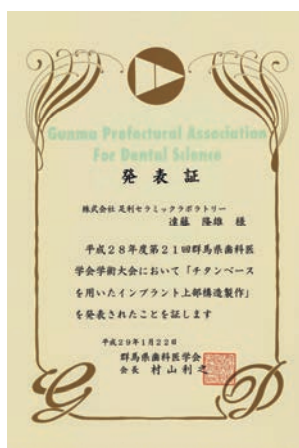 Gunma Prefectural Association
For Dental Science
発表証
株式会社 足利セラミックラボラトリー
遠藤 隆雄 様
平成28年度第21回群馬県歯科医
学会学術大会において「チタンベース
を用いたインプラント上部構造製作」
を発表されたことを証します
平成29年1月22日
群馬県歯科医学会
会長 村山利之
G D